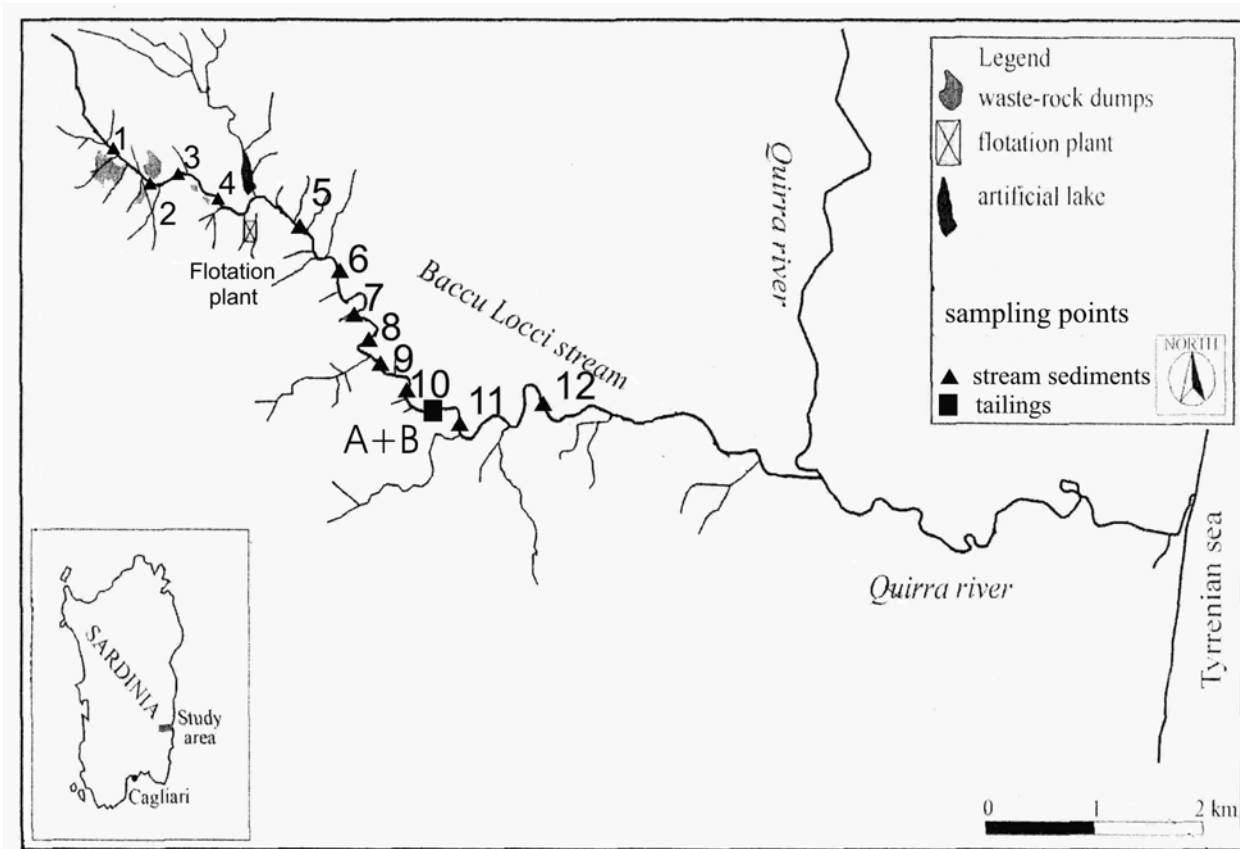 Legend
waste-rock dumps
flotation plant
artificial lake
sampling points
NORTH
stream sediments
tailings
1
2
3
4
5
Flotation
plant
6
7
8
9
10
11
12
A+B
Baccu Locci stream
Quirra river
Quirra river
Tyrrenian sea
SARDINIA
Study
area
Cagliari
0 1 2 km